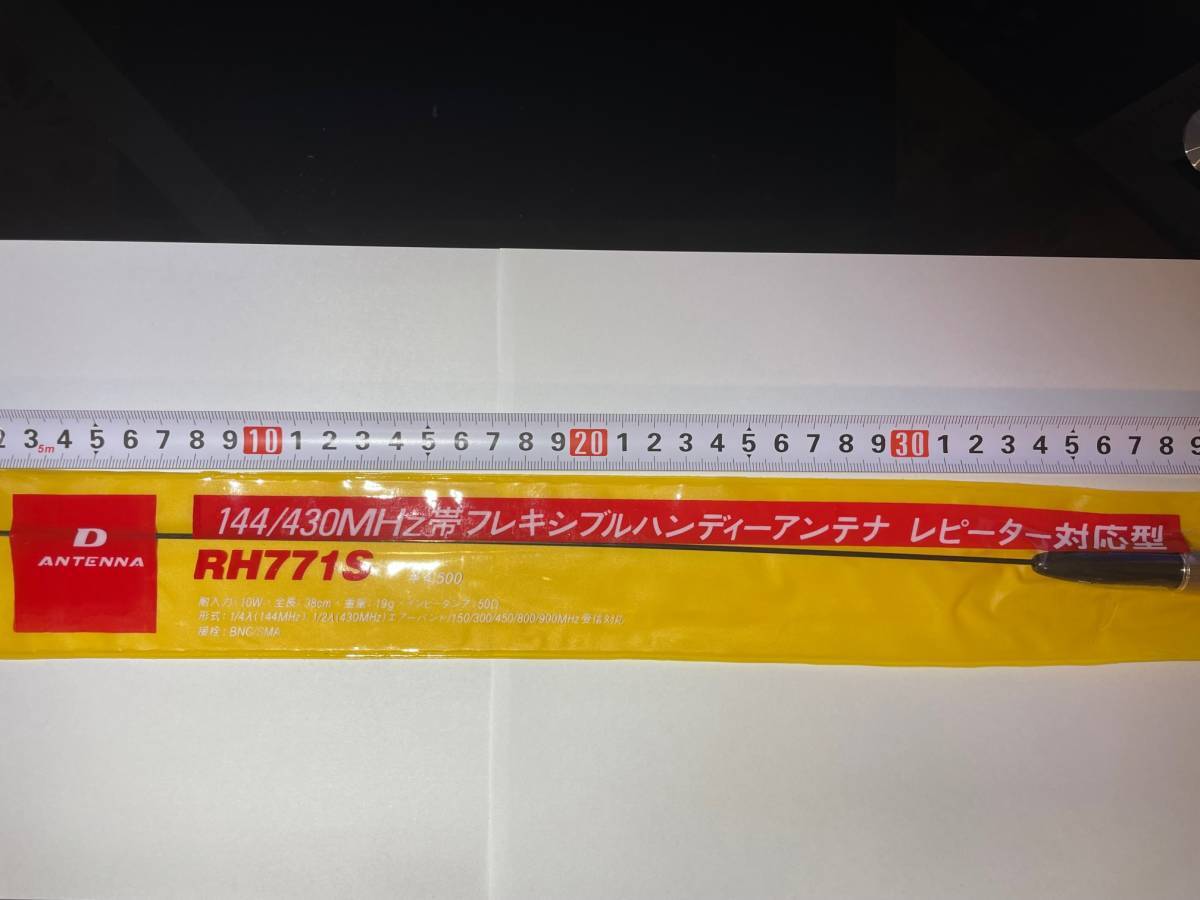 2 3 4 5 6 7 8 9 10 1 2 3 4 5 6 7 8 9 20 1 2 3 4 5 6 7 8 9 30 1 2 3 4 5 6 7 8 9
5m
144/430MHz帯フレキシブルハンディーアンテナ レピーター対応型
D
ANTENNA
RH771S ¥4,500
耐入力:10W・全長:38cm・重量:19g・インピーダンス:50Ω
形式:1/4λ(144MHz) 1/2λ(430MHz)エアーバンド/150/300/450/800/900MHz受信対応
接栓:BNC/SMA